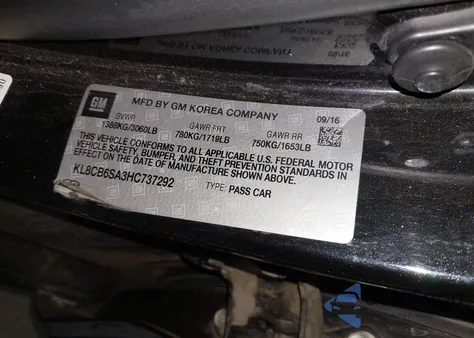 GM
MFD BY GM KOREA COMPANY
09/16
GVWR GAWR FRT GAWR RR
1388KG/3060LB 780KG/1719LB 750KG/1653LB
THIS VEHICLE CONFORMS TO ALL APPLICABLE U.S. FEDERAL MOTOR
VEHICLE SAFETY, BUMPER, AND THEFT PREVENTION STANDARDS IN
EFFECT ON THE DATE OF MANUFACTURE SHOWN ABOVE.
KL8CB6SA3HC737292 TYPE: PASS CAR